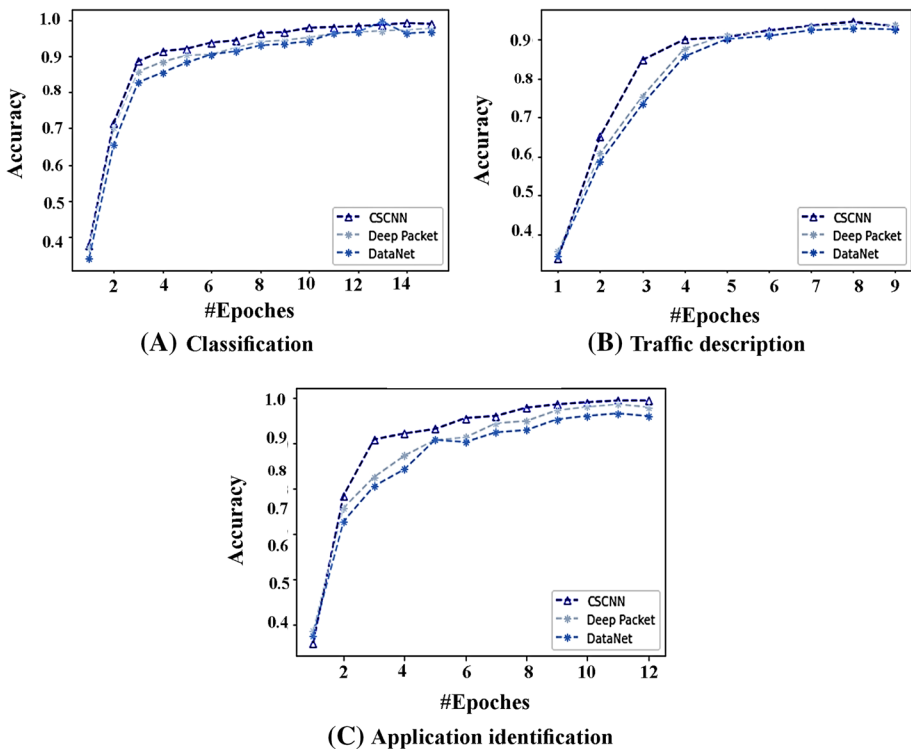 1.0
0.9
0.8
0.7
0.6
0.5
0.4
Accuracy
CSCNN
Deep Packet
DataNet
2 4 6 8 10 12 14
#Epoches
(A) Classification
0.9
0.8
0.7
0.6
0.5
0.4
Accuracy
CSCNN
Deep Packet
DataNet
1 2 3 4 5 6 7 8 9
#Epoches
(B) Traffic description
1.0
0.9
0.8
0.7
0.6
0.5
0.4
Accuracy
CSCNN
Deep Packet
DataNet
2 4 6 8 10 12
#Epoches
(C) Application identification